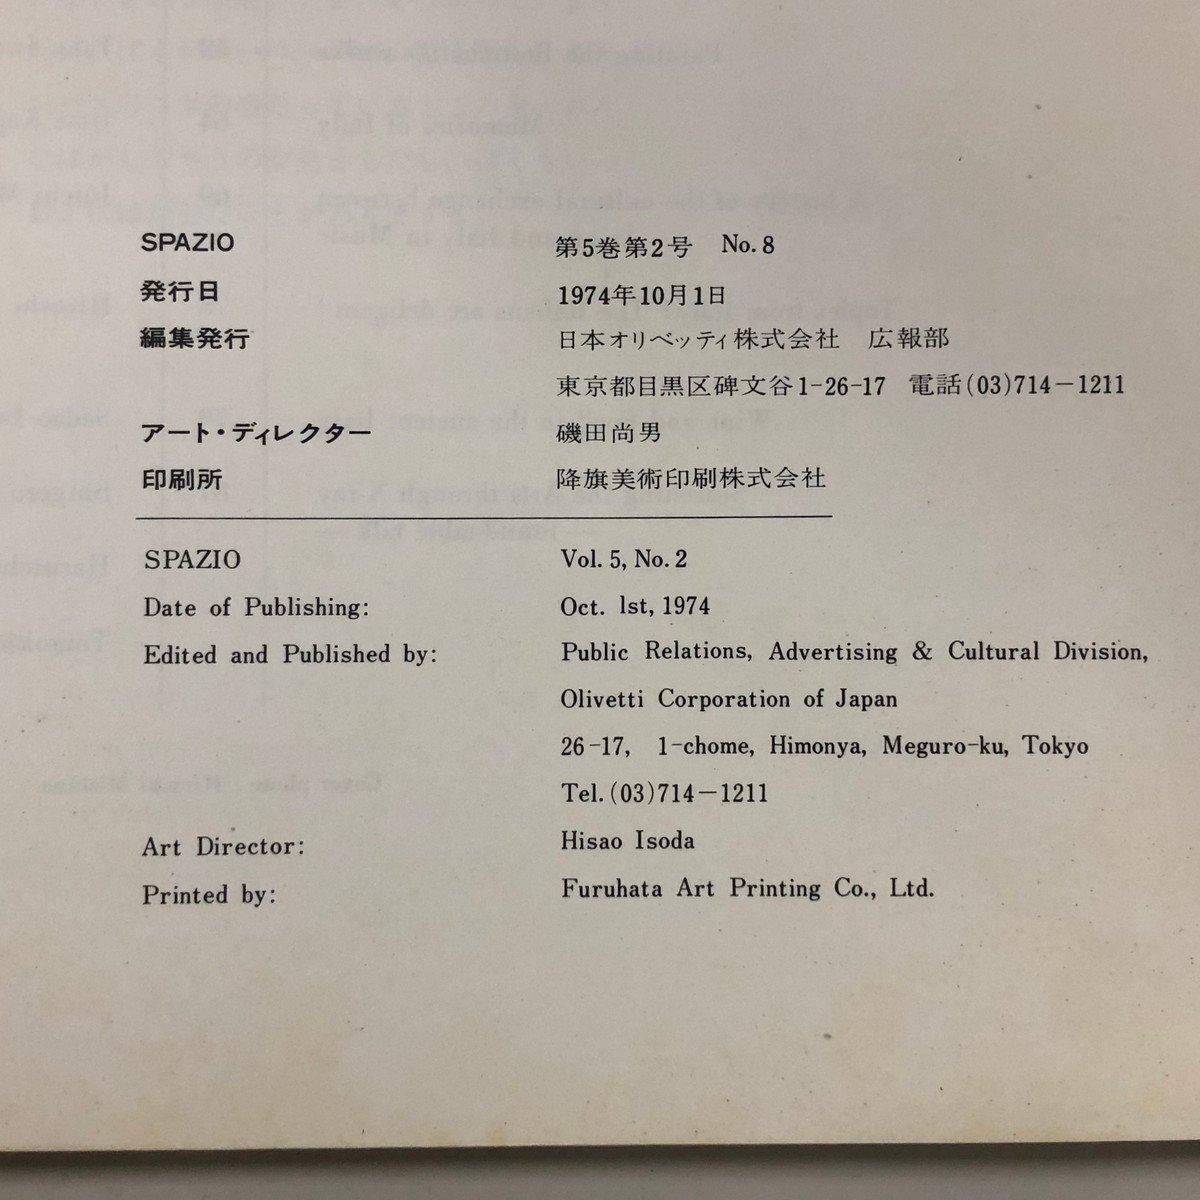 SPAZIO 第5巻第2号 No.8
発行日 1974年10月1日
編集発行 日本オリベッティ株式会社 広報部
東京都目黒区碑文谷1-26-17 電話(03)714-1211
アート・ディレクター 磯田尚男
印刷所 降旗美術印刷株式会社
SPAZIO Vol. 5, No. 2
Date of Publishing: Oct. 1st, 1974
Edited and Published by: Public Relations, Advertising & Cultural Division,
Olivetti Corporation of Japan
26-17, 1-chome, Himonya, Meguro-ku, Tokyo
Tel. (03)714-1211
Art Director: Hisao Isoda
Printed by: Furuhata Art Printing Co., Ltd.